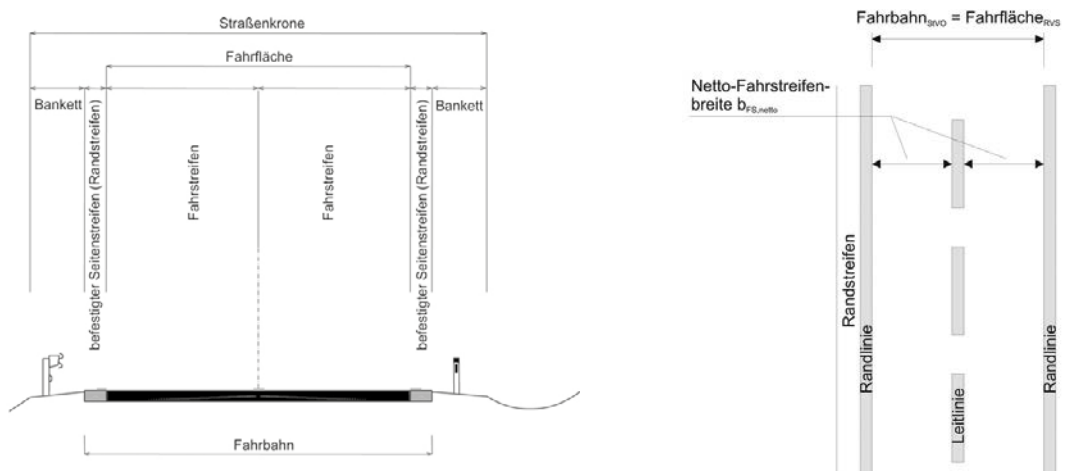 Straßenkrone
Fahrfläche
Bankett
befestigter Seitenstreifen (Randstreifen)
Fahrstreifen
Fahrstreifen
befestigter Seitenstreifen (Randstreifen)
Bankett
Fahrbahn
Fahrbahn StVO = Fahrfläche RVS
Netto-Fahrstreifen-
breite b FS,netto
Randstreifen
Randlinie
Leitlinie
Randlinie